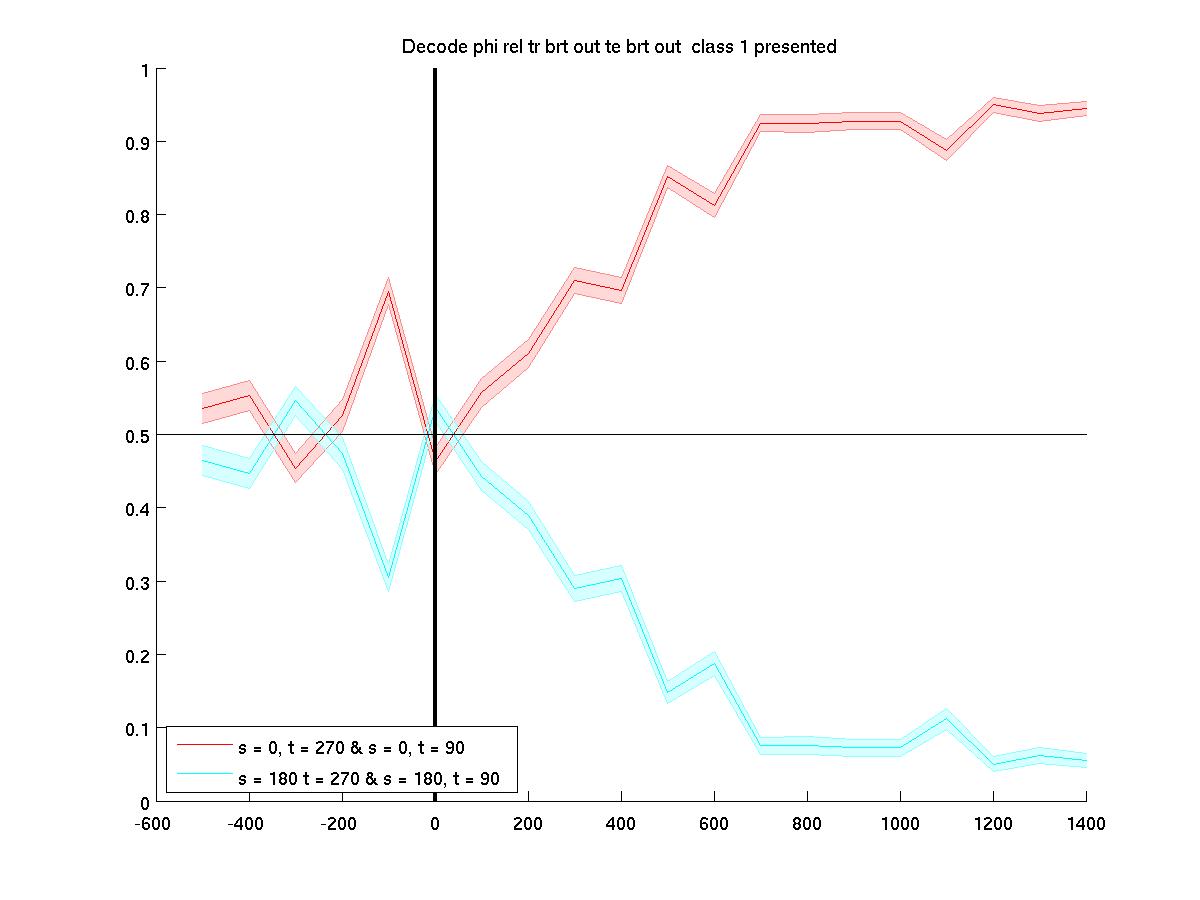 Decode phi rel tr brt out te brt out  class 1 presented
1
0.9
0.8
0.7
0.6
0.5
0.4
0.3
0.2
0.1
0
s = 0, t = 270 & s = 0, t = 90
s = 180 t = 270 & s = 180, t = 90
-600 -400 -200 0 200 400 600 800 1000 1200 1400